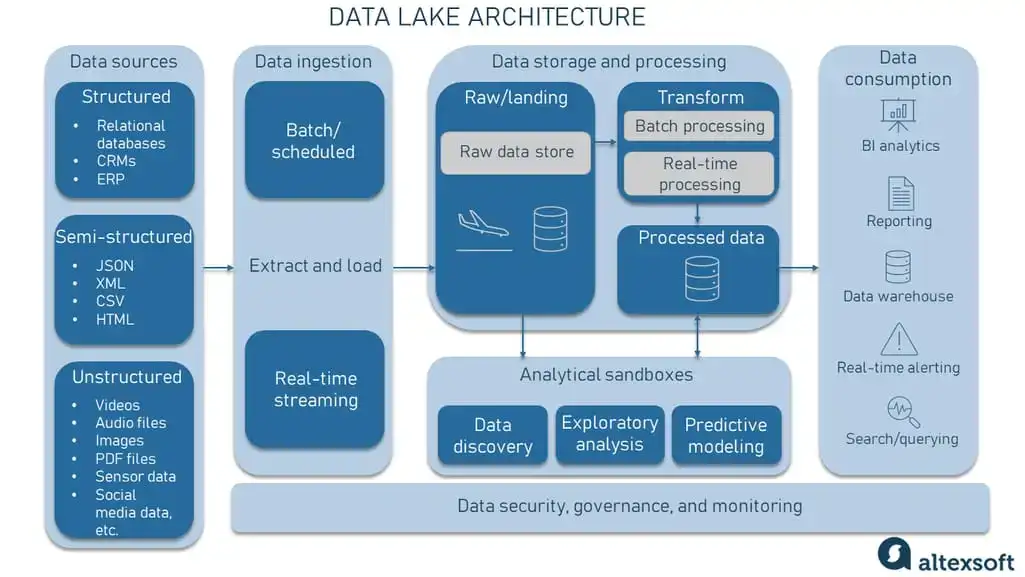 DATA LAKE ARCHITECTURE
Data sources
Structured
• Relational
databases
• CRMs
• ERP
Semi-structured
• JSON
• XML
• CSV
• HTML
Unstructured
• Videos
• Audio files
• Images
• PDF files
• Sensor data
• Social
media data,
etc.
Data ingestion
Batch/
scheduled
Extract and load
Real-time
streaming
Data storage and processing
Raw/landing
Raw data store
Transform
Batch processing
Real-time
processing
Processed data
Analytical sandboxes
Data
discovery
Exploratory
analysis
Predictive
modeling
Data
consumption
BI analytics
Reporting
Data warehouse
Real-time alerting
Search/querying
Data security, governance, and monitoring
altexsoft